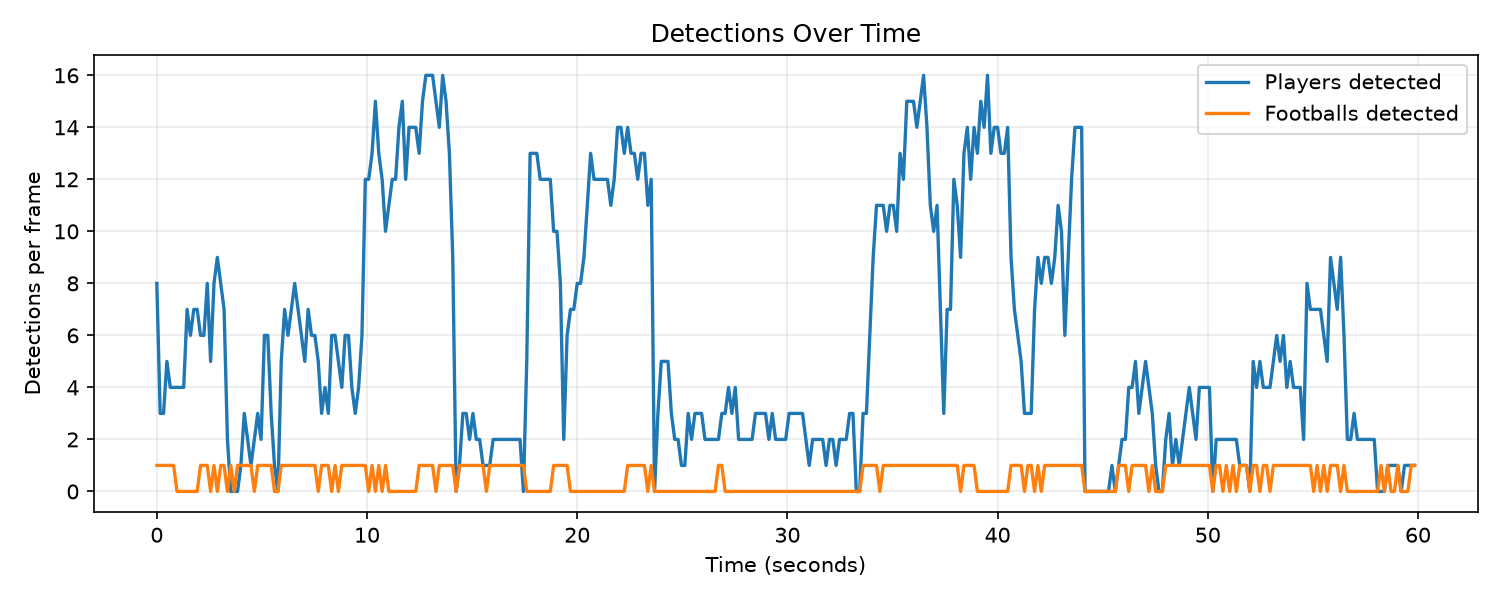 Detections Over Time
Players detected
Footballs detected
Detections per frame
16
14
12
10
8
6
4
2
0
0 10 20 30 40 50 60
Time (seconds)